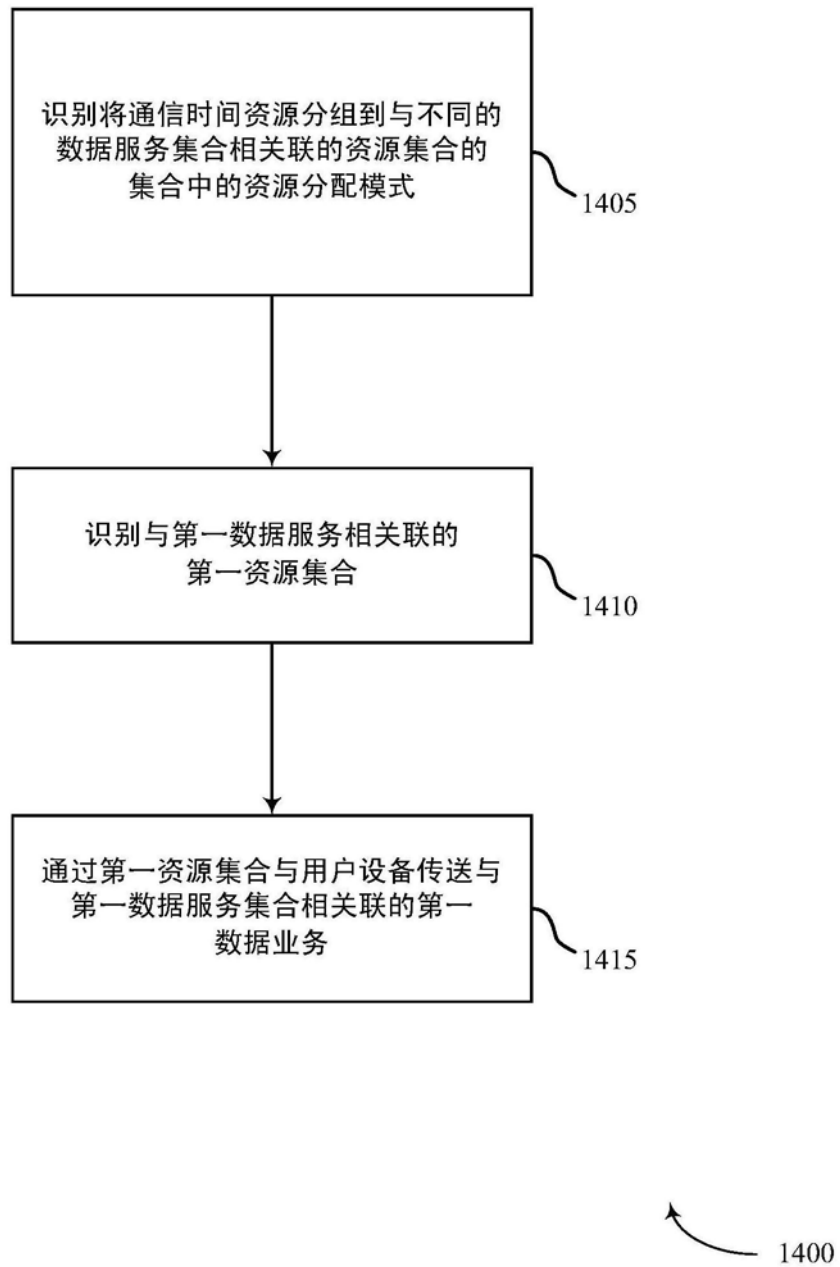 识别将通信时间资源分组到与不同的
数据服务集合相关联的资源集合的
集合中的资源分配模式
1405
识别与第一数据服务相关联的
第一资源集合
1410
通过第一资源集合与用户设备传送与
第一数据服务集合相关联的第一
数据业务
1415
1400